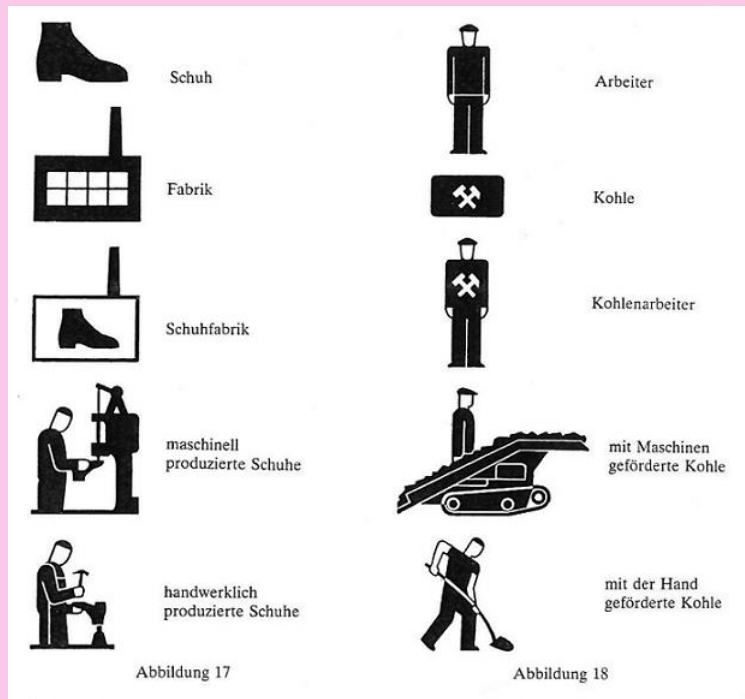 Schuh
Fabrik
Schuhfabrik
maschinell
produzierte Schuhe
handwerklich
produzierte Schuhe
Abbildung 17
Arbeiter
Kohle
Kohlenarbeiter
mit Maschinen
geförderte Kohle
mit der Hand
geförderte Kohle
Abbildung 18